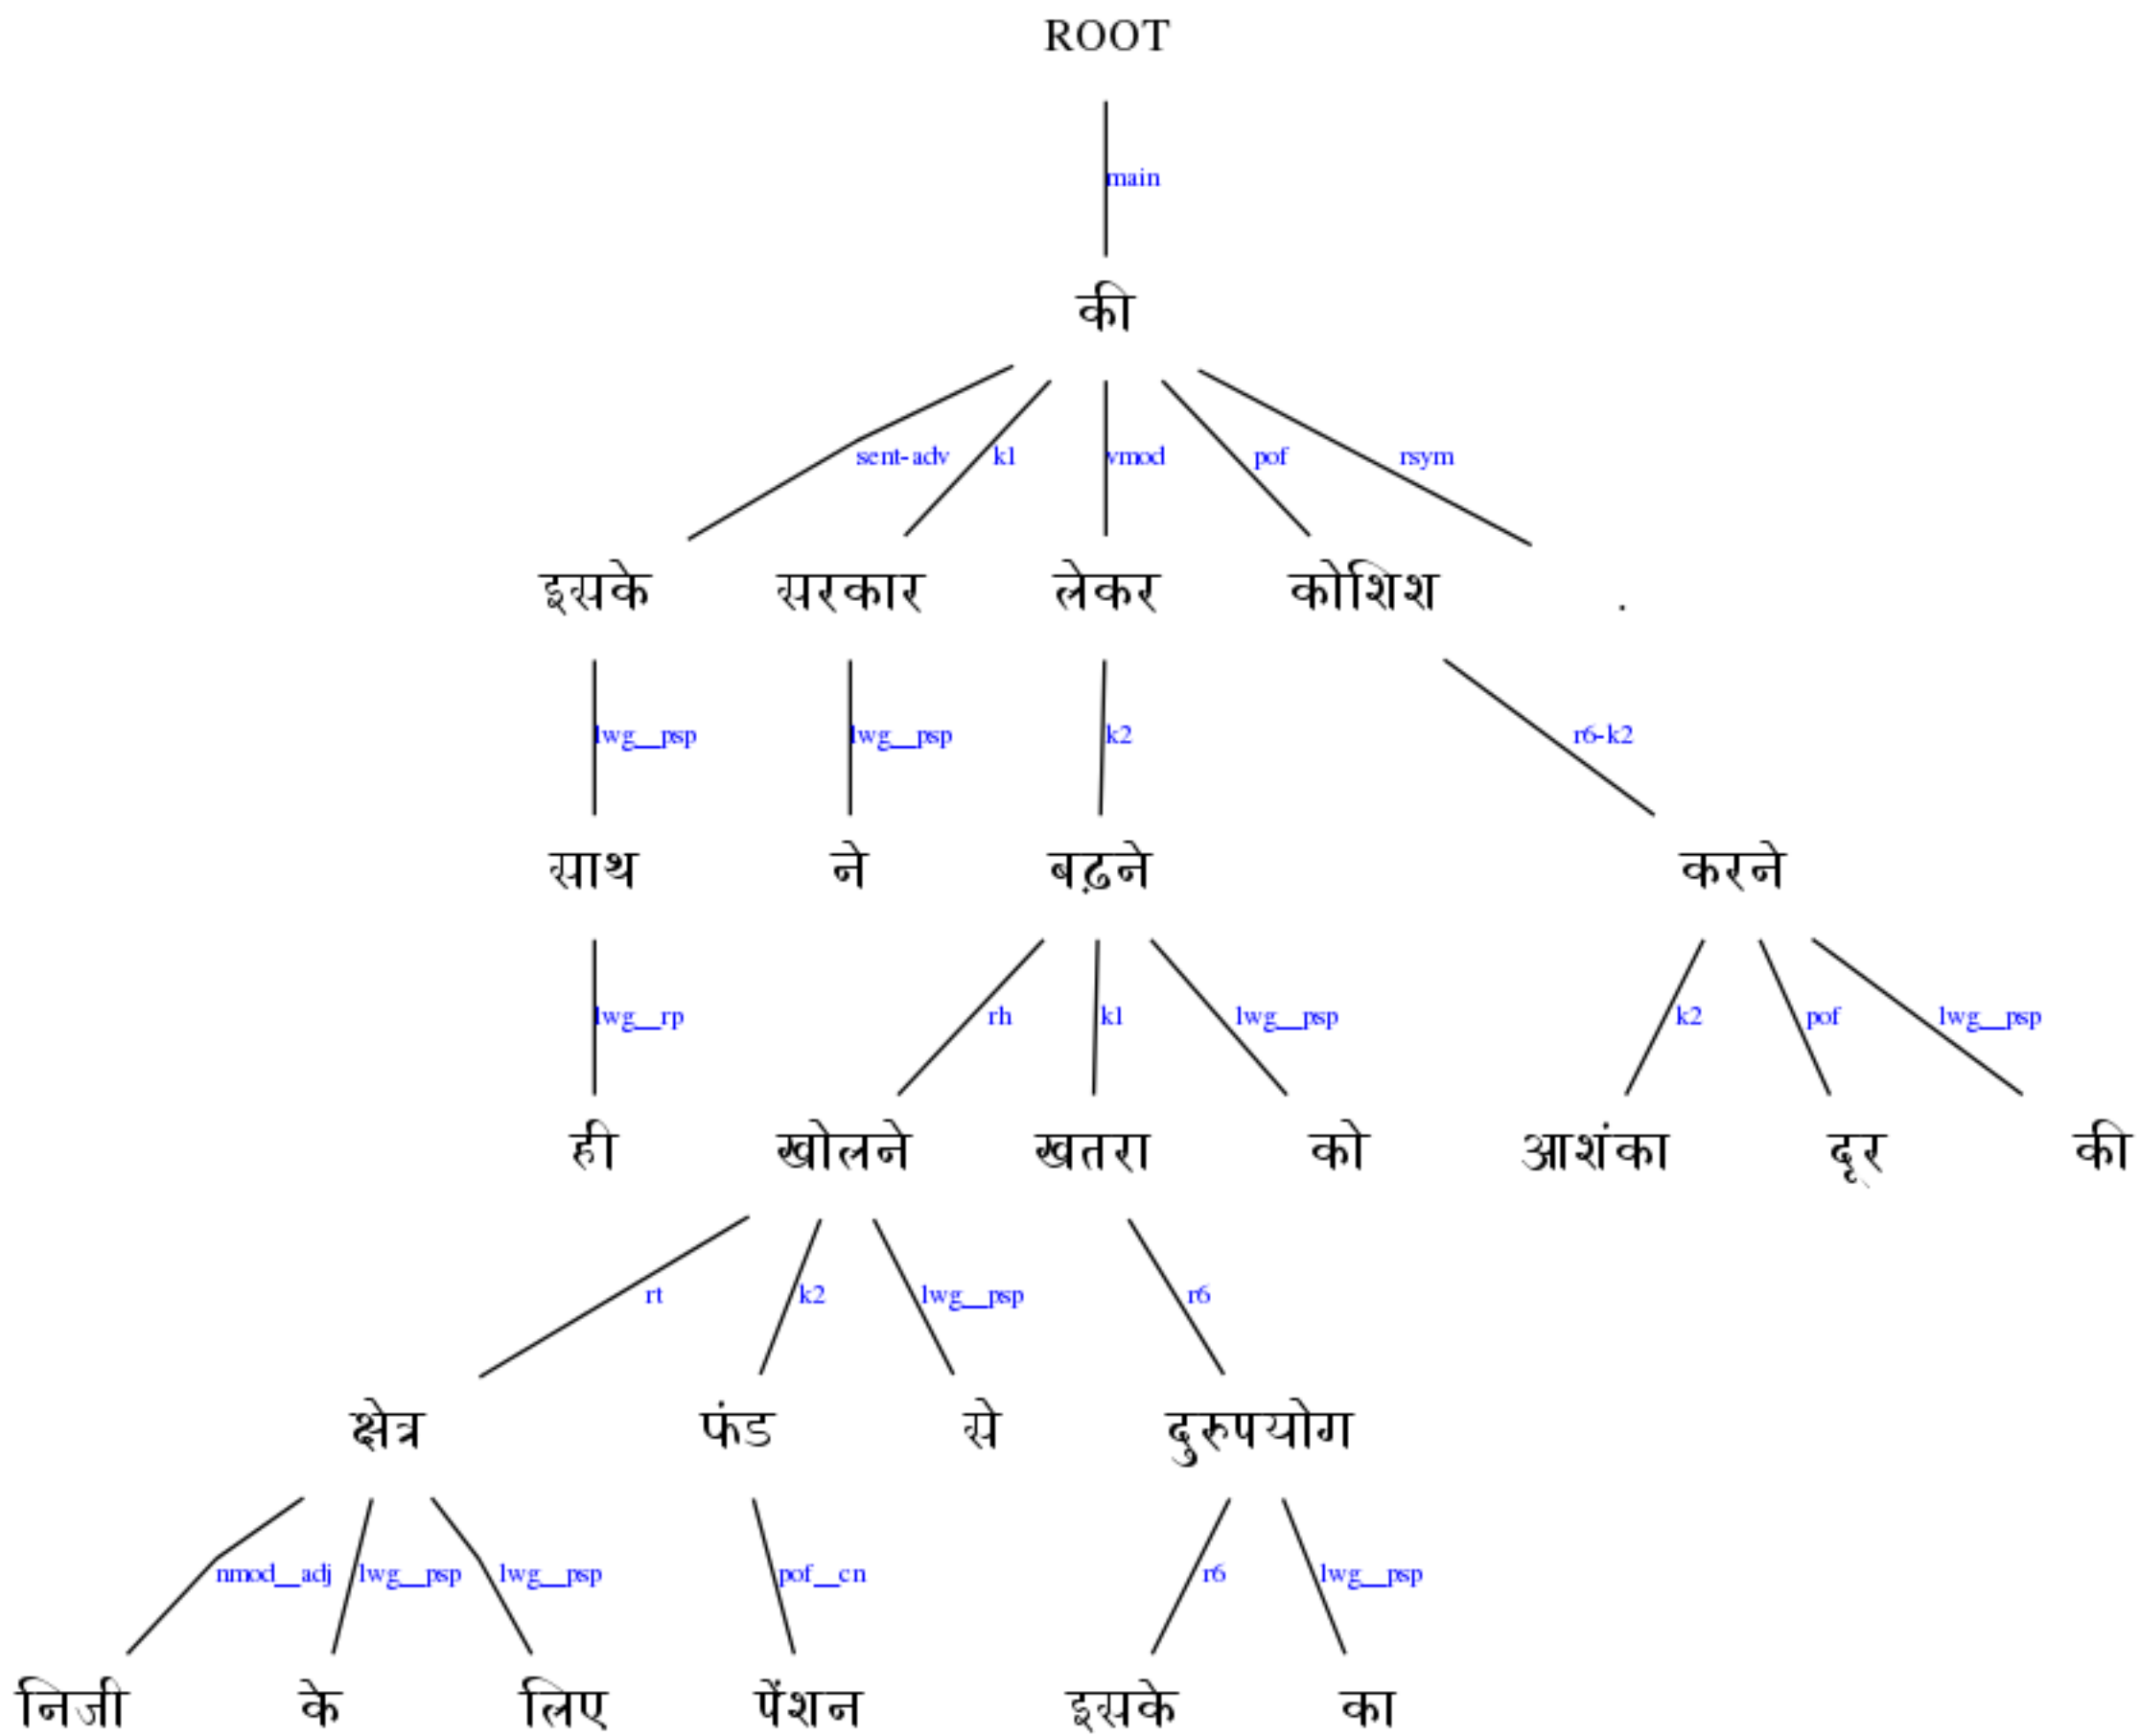 ROOT
main
की
sent-adv k1 vmod pof rsym
इसके सरकार लेकर कोशिश .
lwg__psp lwg__psp k2 r6-k2
साथ ने बढ़ने करने
lwg__rp rh k1 lwg__psp k2 pof lwg__psp
ही खोलने खतरा को आशंका दूर की
rt k2 lwg__psp r6
क्षेत्र फंड से दुरुपयोग
nmod__adj lwg__psp lwg__psp pof__cn r6 lwg__psp
निजी के लिए पेंशन इसके का